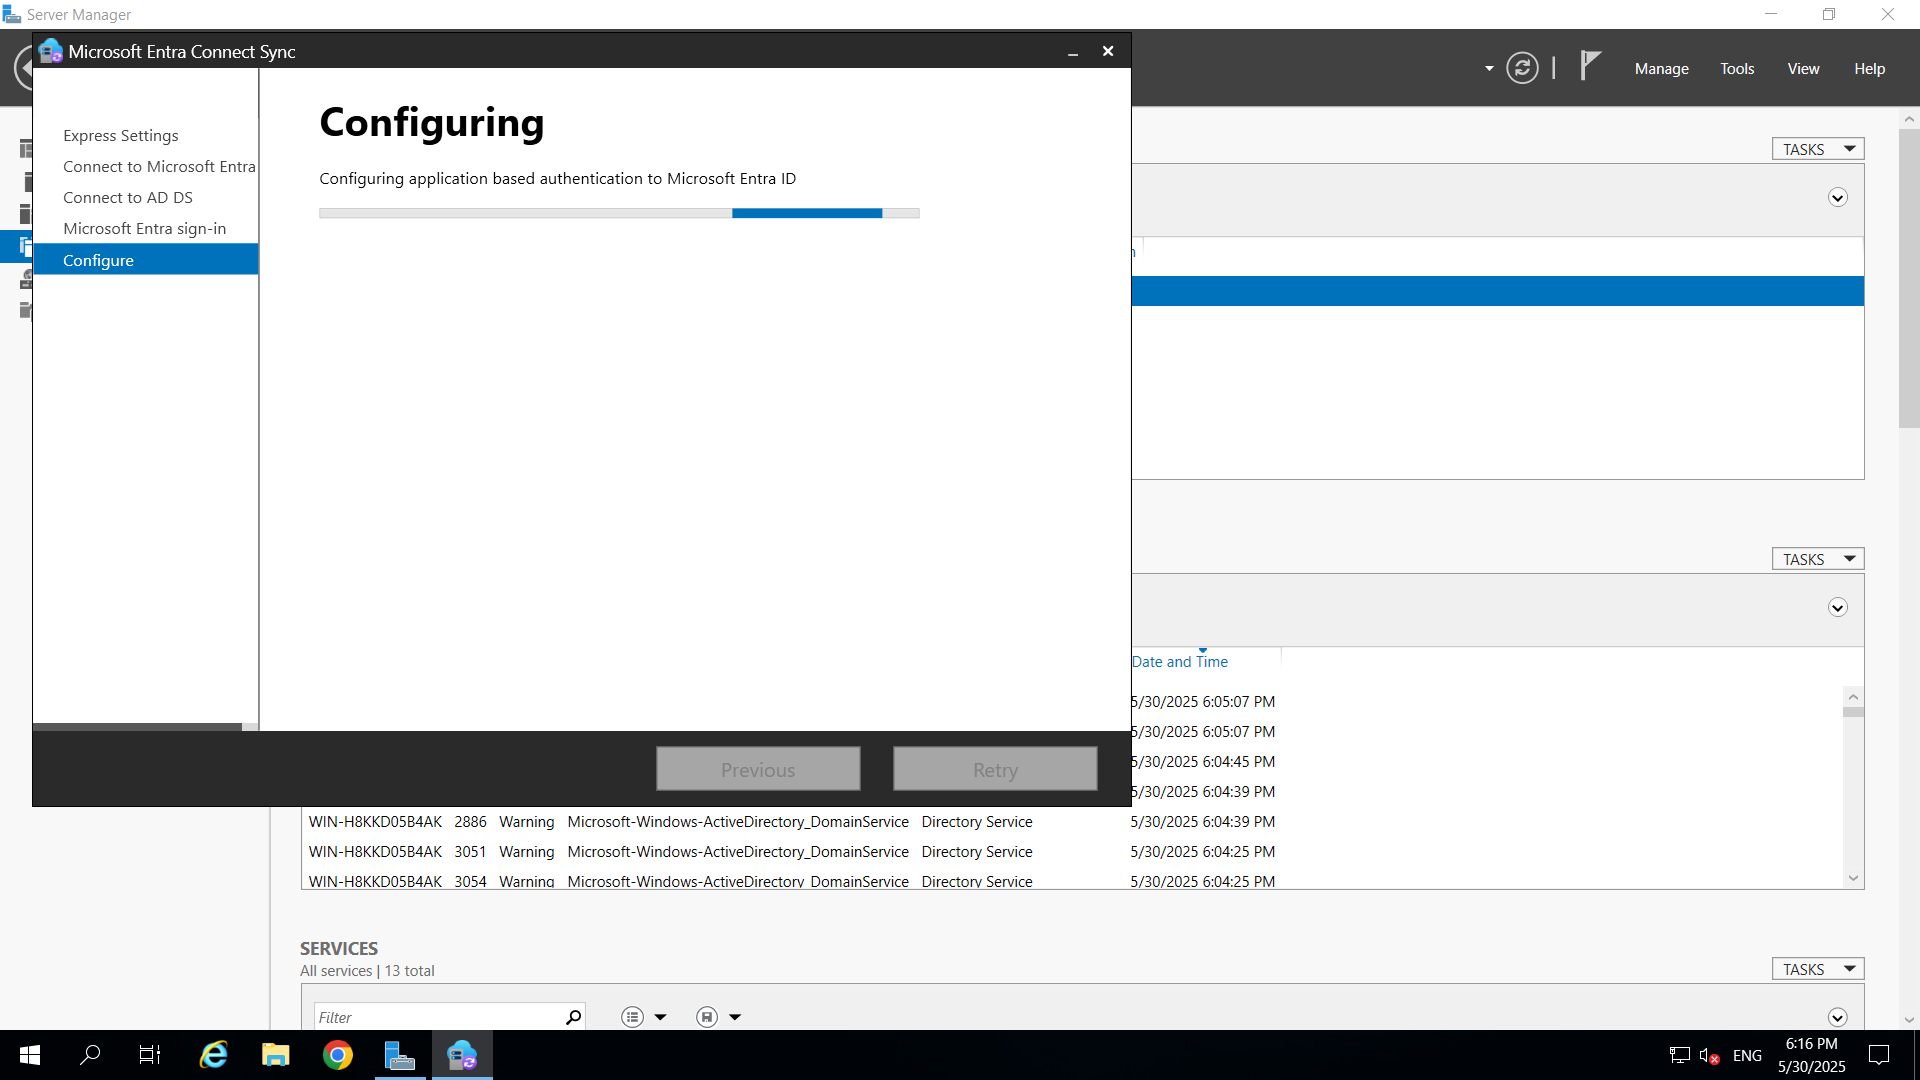 Server Manager
Microsoft Entra Connect Sync
Manage
Tools
View
Help
Express Settings
Connect to Microsoft Entra
Connect to AD DS
Microsoft Entra sign-in
Configure
Configuring
Configuring application based authentication to Microsoft Entra ID
TASKS
TASKS
Date and Time
5/30/2025 6:05:07 PM
5/30/2025 6:05:07 PM
5/30/2025 6:04:45 PM
5/30/2025 6:04:39 PM
Previous
Retry
WIN-H8KKD05B4AK 2886 Warning Microsoft-Windows-ActiveDirectory_DomainService Directory Service 5/30/2025 6:04:39 PM
WIN-H8KKD05B4AK 3051 Warning Microsoft-Windows-ActiveDirectory_DomainService Directory Service 5/30/2025 6:04:25 PM
WIN-H8KKD05B4AK 3054 Warning Microsoft-Windows-ActiveDirectory_DomainService Directory Service 5/30/2025 6:04:25 PM
SERVICES
All services | 13 total
TASKS
Filter
ENG
6:16 PM
5/30/2025